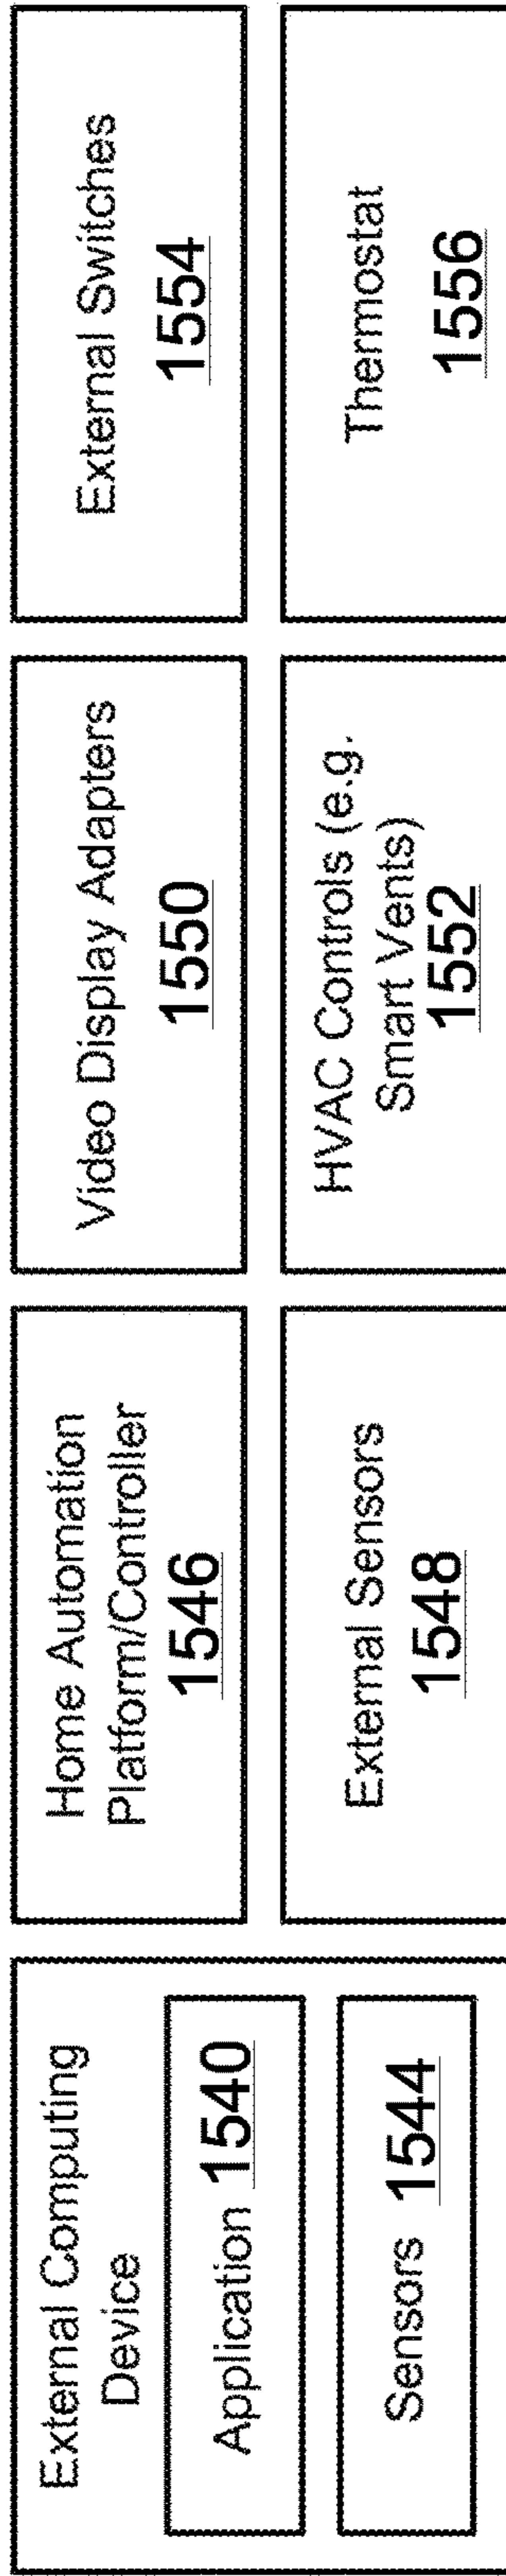 External Computing
Device
Application 1540
Sensors 1544
Home Automation
Platform/Controller
1546
External Sensors
1548
Video Display Adapters
1550
HVAC Controls (e.g.
Smart Vents)
1552
External Switches
1554
Thermostat
1556